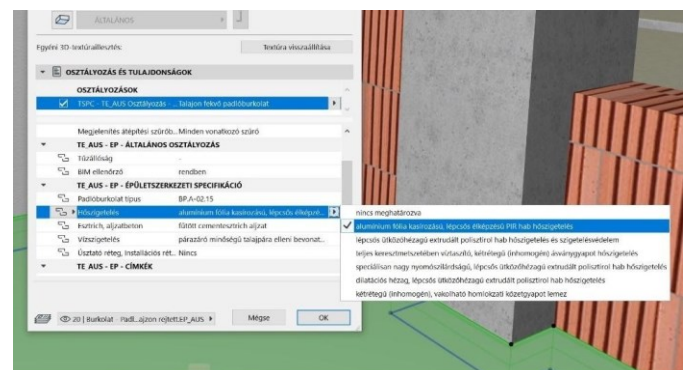 ÁLTALÁNOS
Egyéni 3D-textúraillesztés: Textúra visszaállítása
OSZTÁLYOZÁS ÉS TULAJDONSÁGOK
OSZTÁLYOZÁSOK
TSPC - TE_AUS Osztályozás - ... Talajon fekvő padlóburkolat
Megjelenítés átépítési szűrőb... Minden vonatkozó szűrő
TE_AUS - EP - ÁLTALÁNOS OSZTÁLYOZÁS
Tűzállóság -
BIM ellenőrző rendben
TE_AUS - EP - ÉPÜLETSZERKEZETI SPECIFIKÁCIÓ
Padlóburkolat típus BP.A-02.15
Hőszigetelés alumínium fólia kasírozású, lépcsős élképzé...
Esztrich, aljzatbeton fűtött cementesztrich aljzat
Vízszigetelés párazáró minőségű talajpára elleni bevonat...
Úsztató réteg, installációs rét... Nincs
TE_AUS - EP - CÍMKÉK
nincs meghatározva
alumínium fólia kasírozású, lépcsős élképzésű PIR hab hőszigetelés
lépcsős ütközőhézagú extrudált polisztirol hab hőszigetelés és szigetelésvédelem
teljes keresztmetszetében víztaszító, kétrétegű (inhomogén) ásványgyapot hőszigetelés
speciálisan nagy nyomószilárdságú, lépcsős ütközőhézagú extrudált polisztirol hab hőszigetelés
dilatációs hézag, lépcsős ütközőhézagú extrudált polisztirol hab hőszigetelés
kétrétegű (inhomogén), vakolható homlokzati kőzetgyapot lemez
20 | Burkolat - Padl...ajzon rejtett.EP_AUS Mégse OK